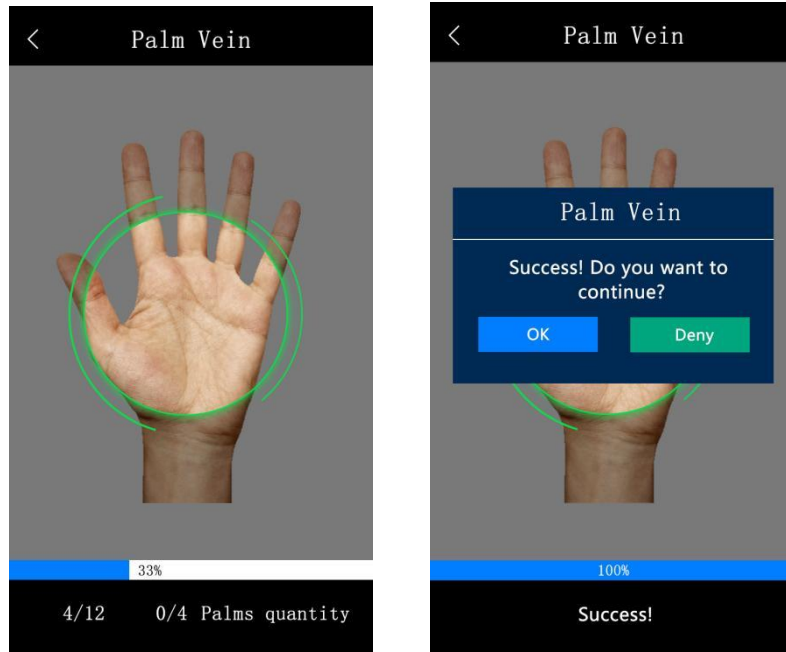 Palm Vein
33%
4/12 0/4 Palms quantity
Palm Vein
Palm Vein
Success! Do you want to
continue?
OK Deny
100%
Success!